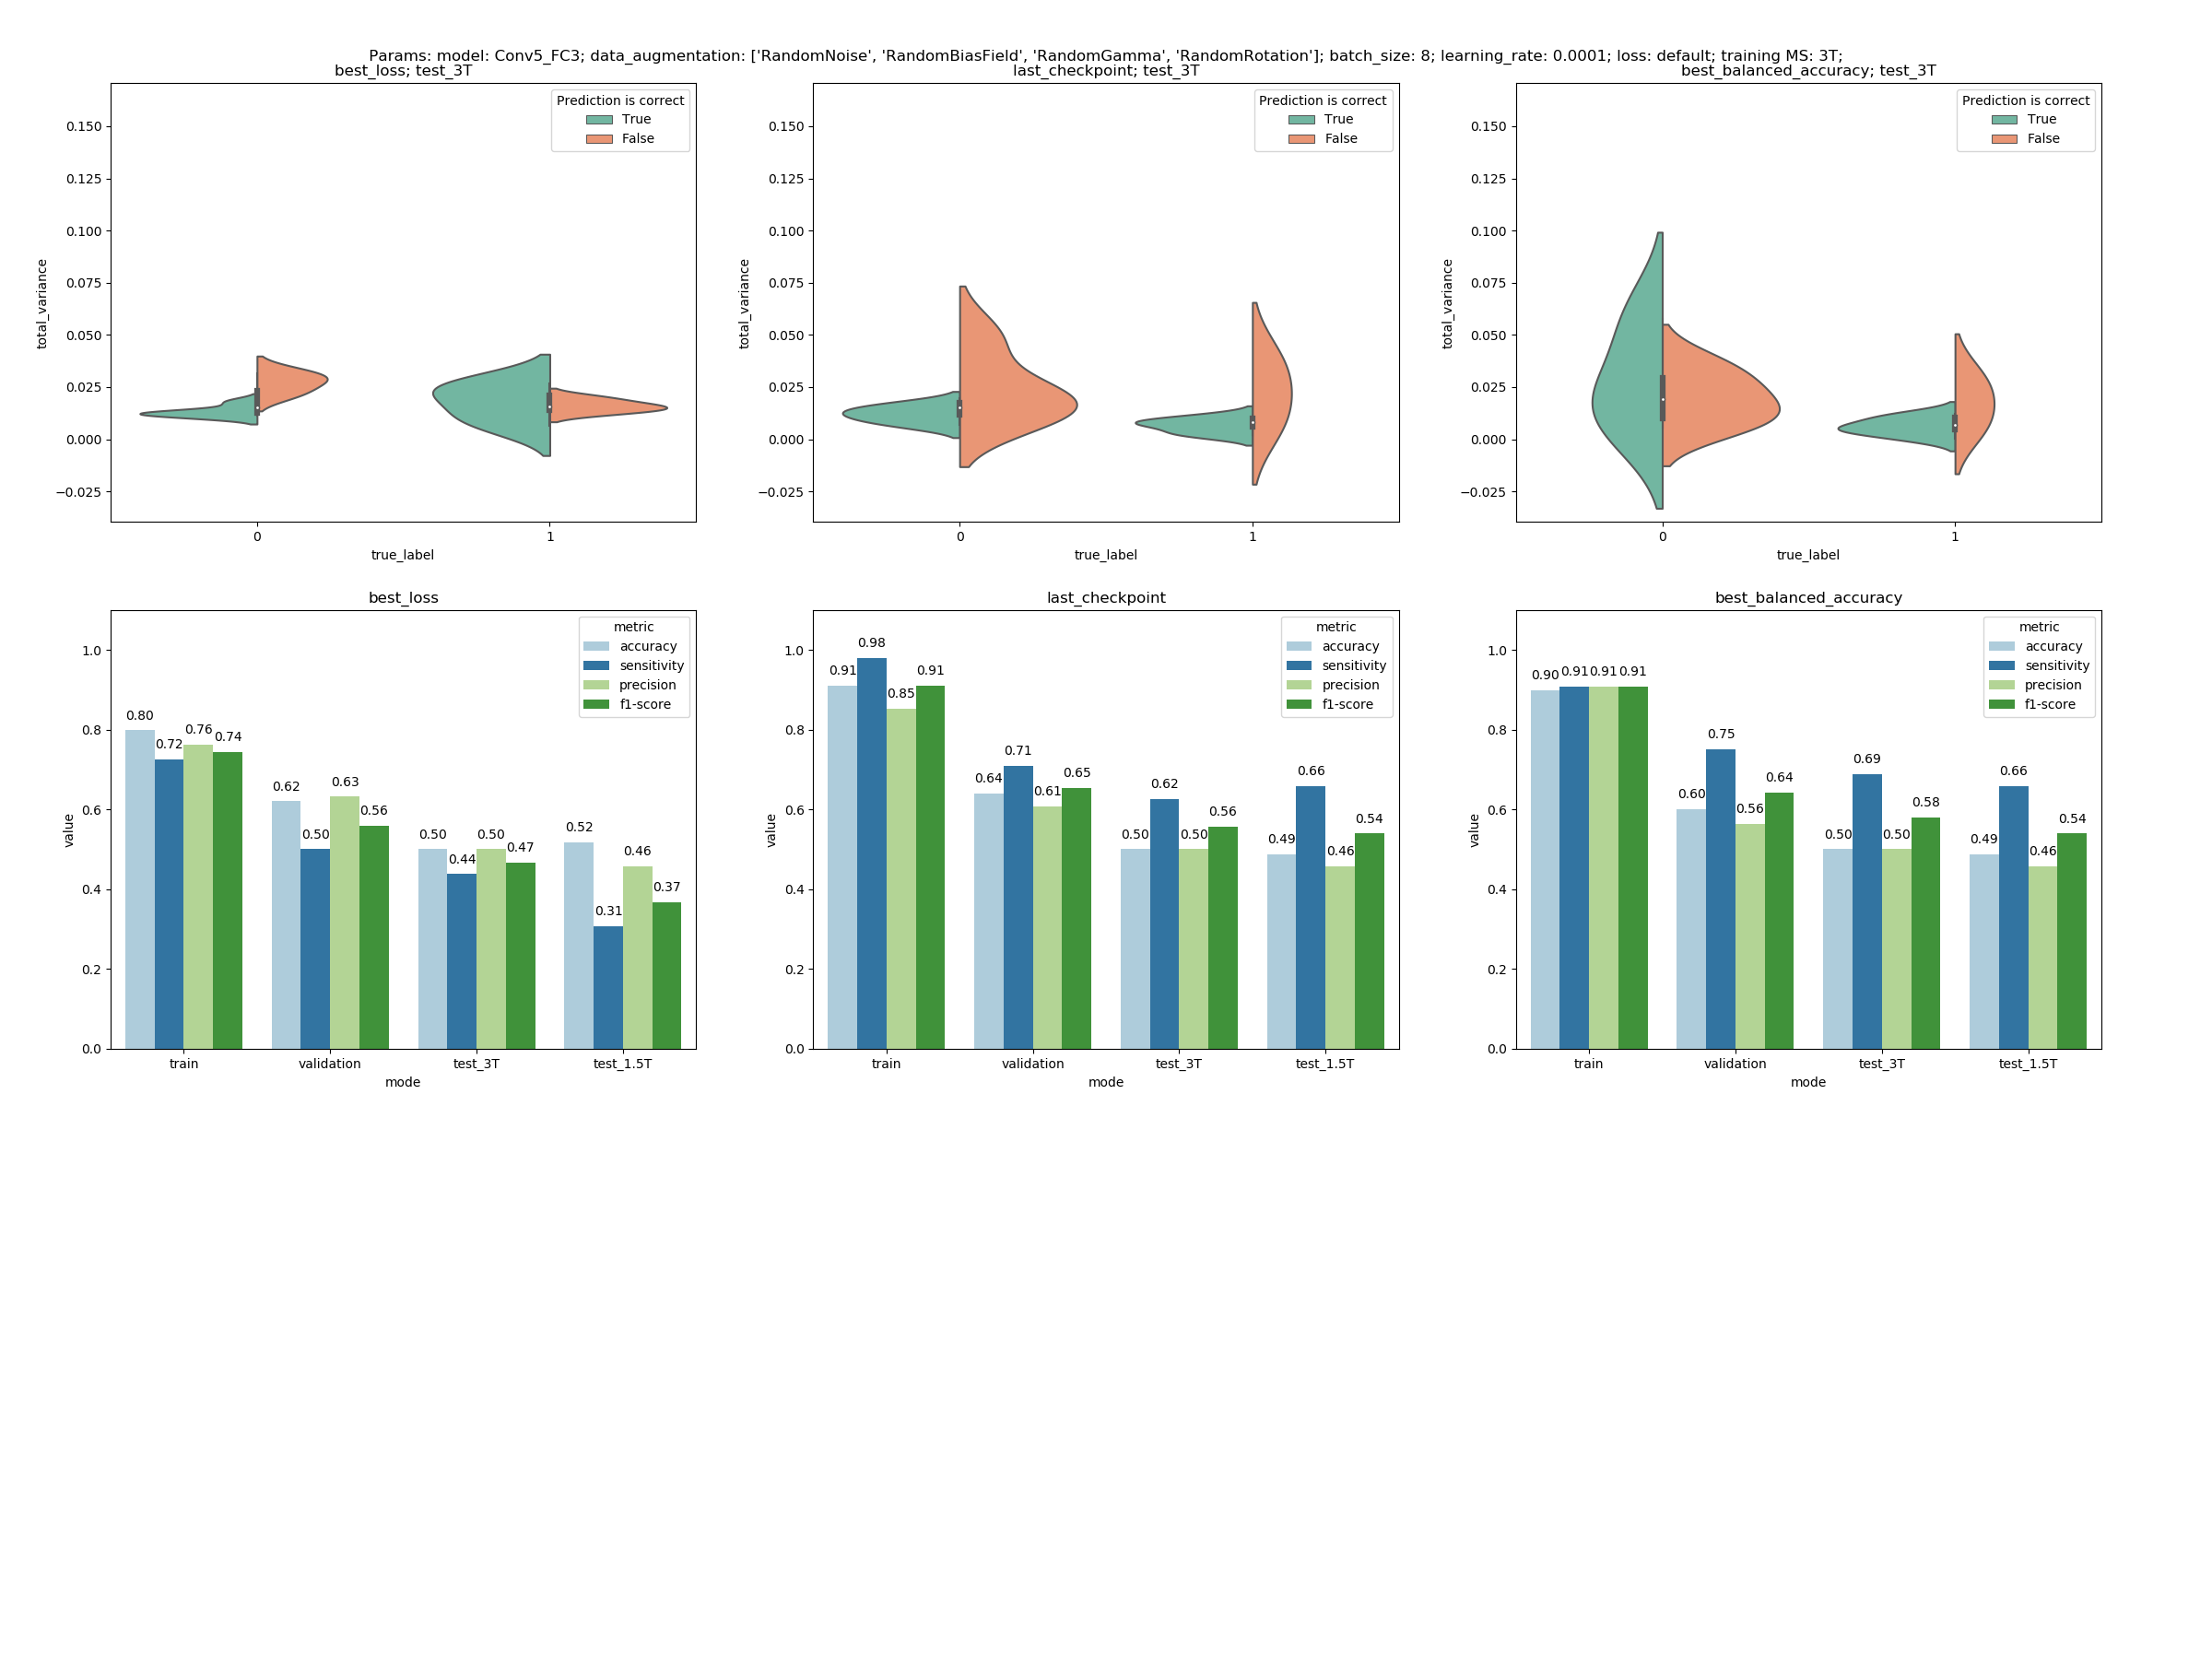 Params: model: Conv5_FC3; data_augmentation: ['RandomNoise', 'RandomBiasField', 'RandomGamma', 'RandomRotation']; batch_size: 8; learning_rate: 0.0001; loss: default; training MS: 3T;
best_loss; test_3T
Prediction is correct
True
False
0.150
0.125
0.100
0.075
0.050
0.025
0.000
−0.025
total_variance
0
1
true_label
last_checkpoint; test_3T
Prediction is correct
True
False
0.150
0.125
0.100
0.075
0.050
0.025
0.000
−0.025
total_variance
0
1
true_label
best_balanced_accuracy; test_3T
Prediction is correct
True
False
0.150
0.125
0.100
0.075
0.050
0.025
0.000
−0.025
total_variance
0
1
true_label
best_loss
metric
accuracy
sensitivity
precision
f1-score
1.0
0.8
0.6
0.4
0.2
0.0
value
0.80
0.72
0.76
0.74
0.62
0.50
0.63
0.56
0.50
0.44
0.50
0.47
0.52
0.31
0.46
0.37
train
validation
test_3T
test_1.5T
mode
last_checkpoint
metric
accuracy
sensitivity
precision
f1-score
1.0
0.8
0.6
0.4
0.2
0.0
value
0.91
0.98
0.85
0.91
0.64
0.71
0.61
0.65
0.50
0.62
0.50
0.56
0.49
0.66
0.46
0.54
train
validation
test_3T
test_1.5T
mode
best_balanced_accuracy
metric
accuracy
sensitivity
precision
f1-score
1.0
0.8
0.6
0.4
0.2
0.0
value
0.90
0.91
0.91
0.91
0.60
0.75
0.56
0.64
0.50
0.69
0.50
0.58
0.49
0.66
0.46
0.54
train
validation
test_3T
test_1.5T
mode